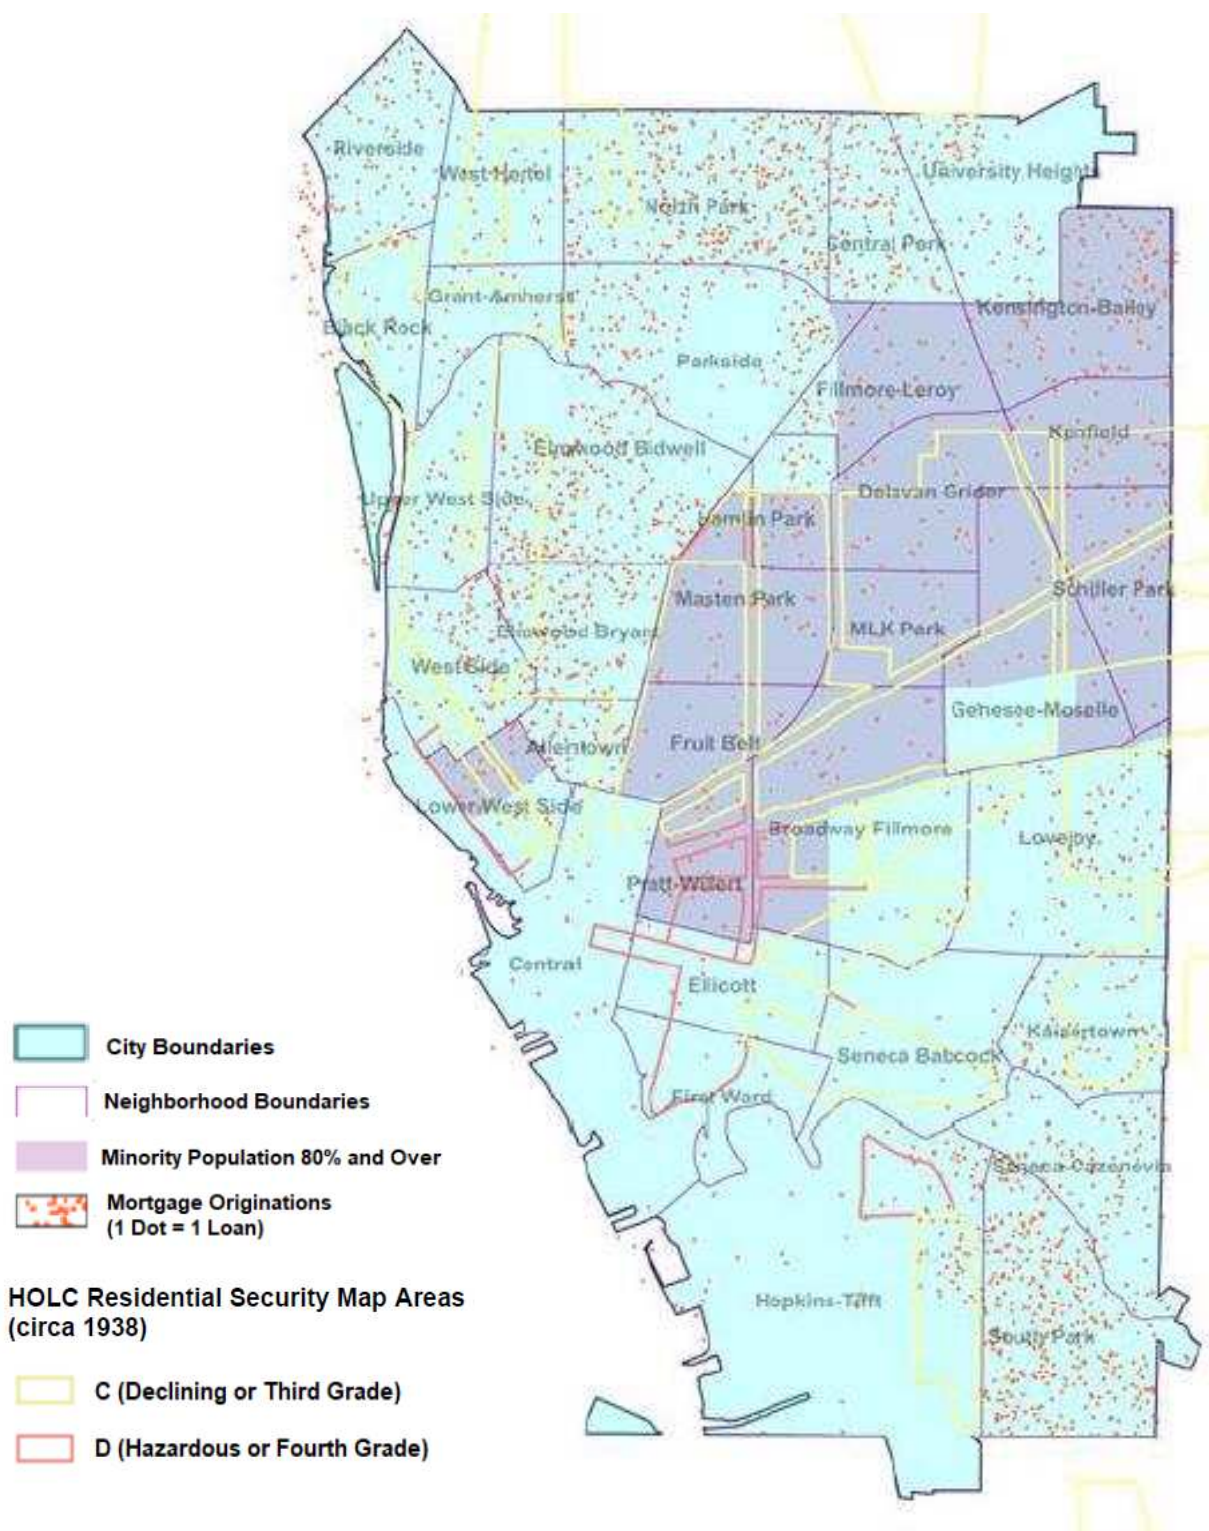 Riverside
West Hertel
University Heights
North Park
Central Park
Grant-Amherst
Kensington-Bailey
Black Rock
Parkside
Fillmore-Leroy
Kenfield
Elmwood Bidwell
Upper West Side
Delavan Grider
Hamlin Park
Schiller Park
Masten Park
Elmwood Bryant
MLK Park
West Side
Genesee-Moselle
Allentown
Fruit Belt
Lower West Side
Broadway Fillmore
Lovejoy
Pratt-Willert
Central
Ellicott
Kaisertown
Seneca Babcock
First Ward
Seneca-Cazenovia
Hopkins-Tifft
South Park
City Boundaries
Neighborhood Boundaries
Minority Population 80% and Over
Mortgage Originations
(1 Dot = 1 Loan)
HOLC Residential Security Map Areas
(circa 1938)
C (Declining or Third Grade)
D (Hazardous or Fourth Grade)